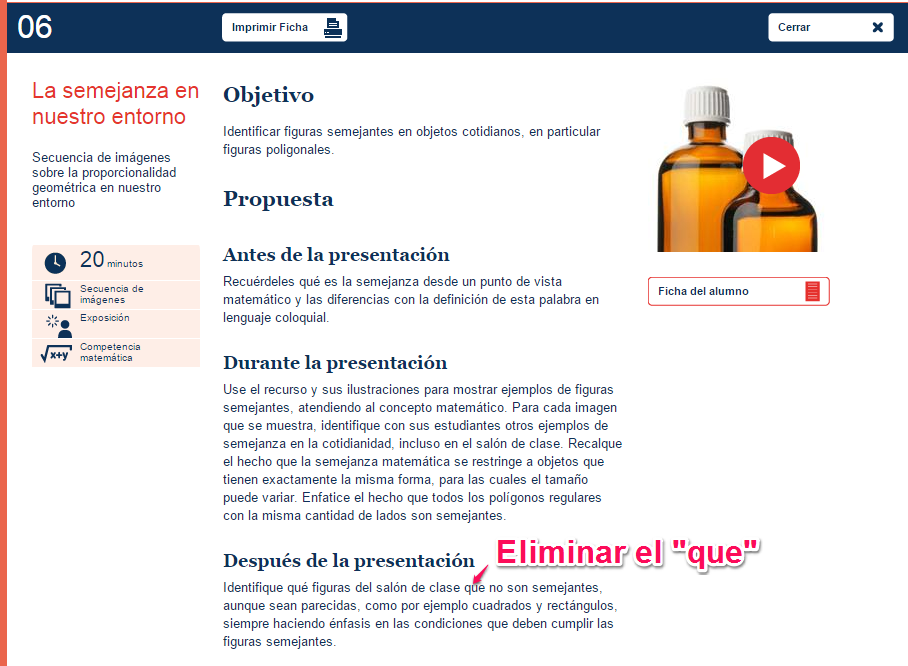 06
Imprimir Ficha
Cerrar
La semejanza en
nuestro entorno
Secuencia de imágenes
sobre la proporcionalidad
geométrica en nuestro
entorno
20 minutos
Secuencia de
imágenes
Exposición
x+y
Competencia
matemática
Objetivo
Identificar figuras semejantes en objetos cotidianos, en particular
figuras poligonales.
Propuesta
Antes de la presentación
Recuérdeles qué es la semejanza desde un punto de vista
matemático y las diferencias con la definición de esta palabra en
lenguaje coloquial.
Durante la presentación
Use el recurso y sus ilustraciones para mostrar ejemplos de figuras
semejantes, atendiendo al concepto matemático. Para cada imagen
que se muestra, identifique con sus estudiantes otros ejemplos de
semejanza en la cotidianidad, incluso en el salón de clase. Recalque
el hecho que la semejanza matemática se restringe a objetos que
tienen exactamente la misma forma, para las cuales el tamaño
puede variar. Enfatice el hecho que todos los polígonos regulares
con la misma cantidad de lados son semejantes.
Después de la presentación
Eliminar el "que"
Identifique qué figuras del salón de clase que no son semejantes,
aunque sean parecidas, como por ejemplo cuadrados y rectángulos,
siempre haciendo énfasis en las condiciones que deben cumplir las
figuras semejantes.
Ficha del alumno